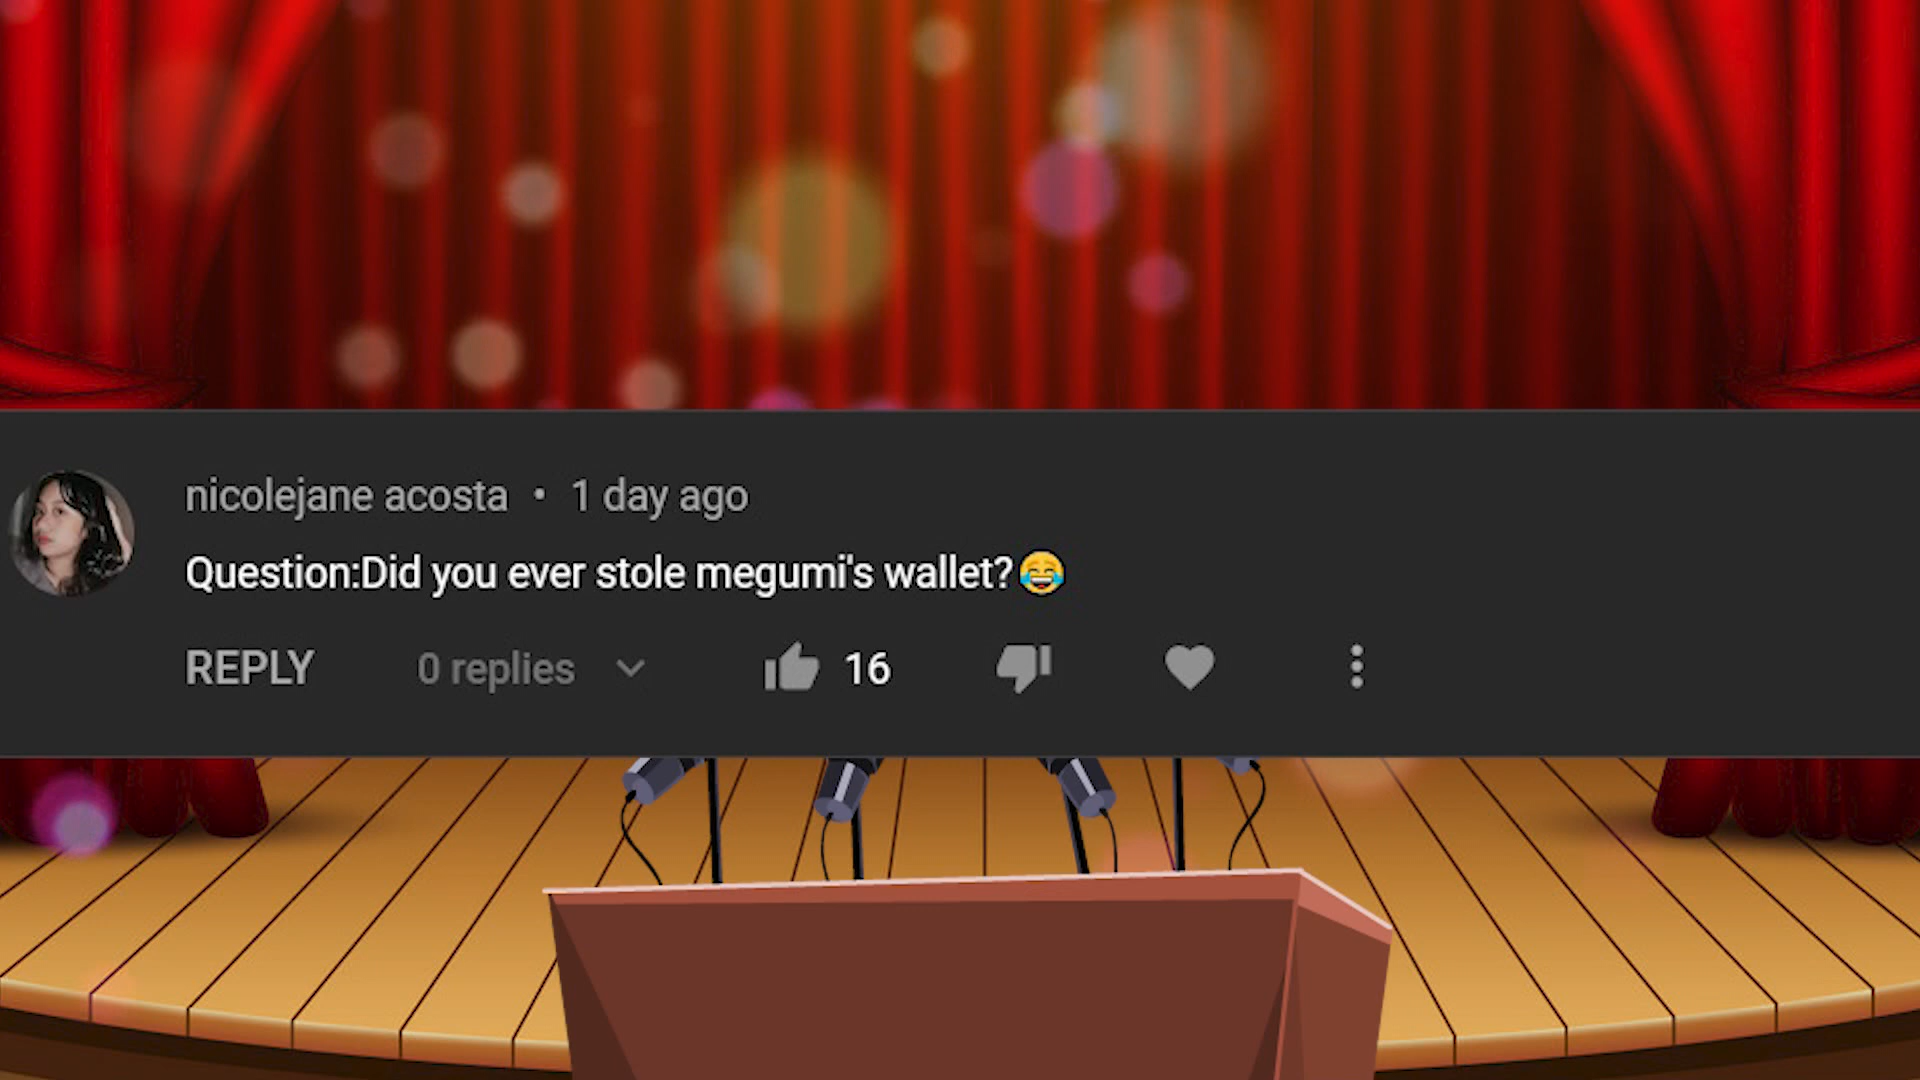 nicolejane acosta • 1 day ago
Question:Did you ever stole megumi's wallet?😂
REPLY 0 replies 16